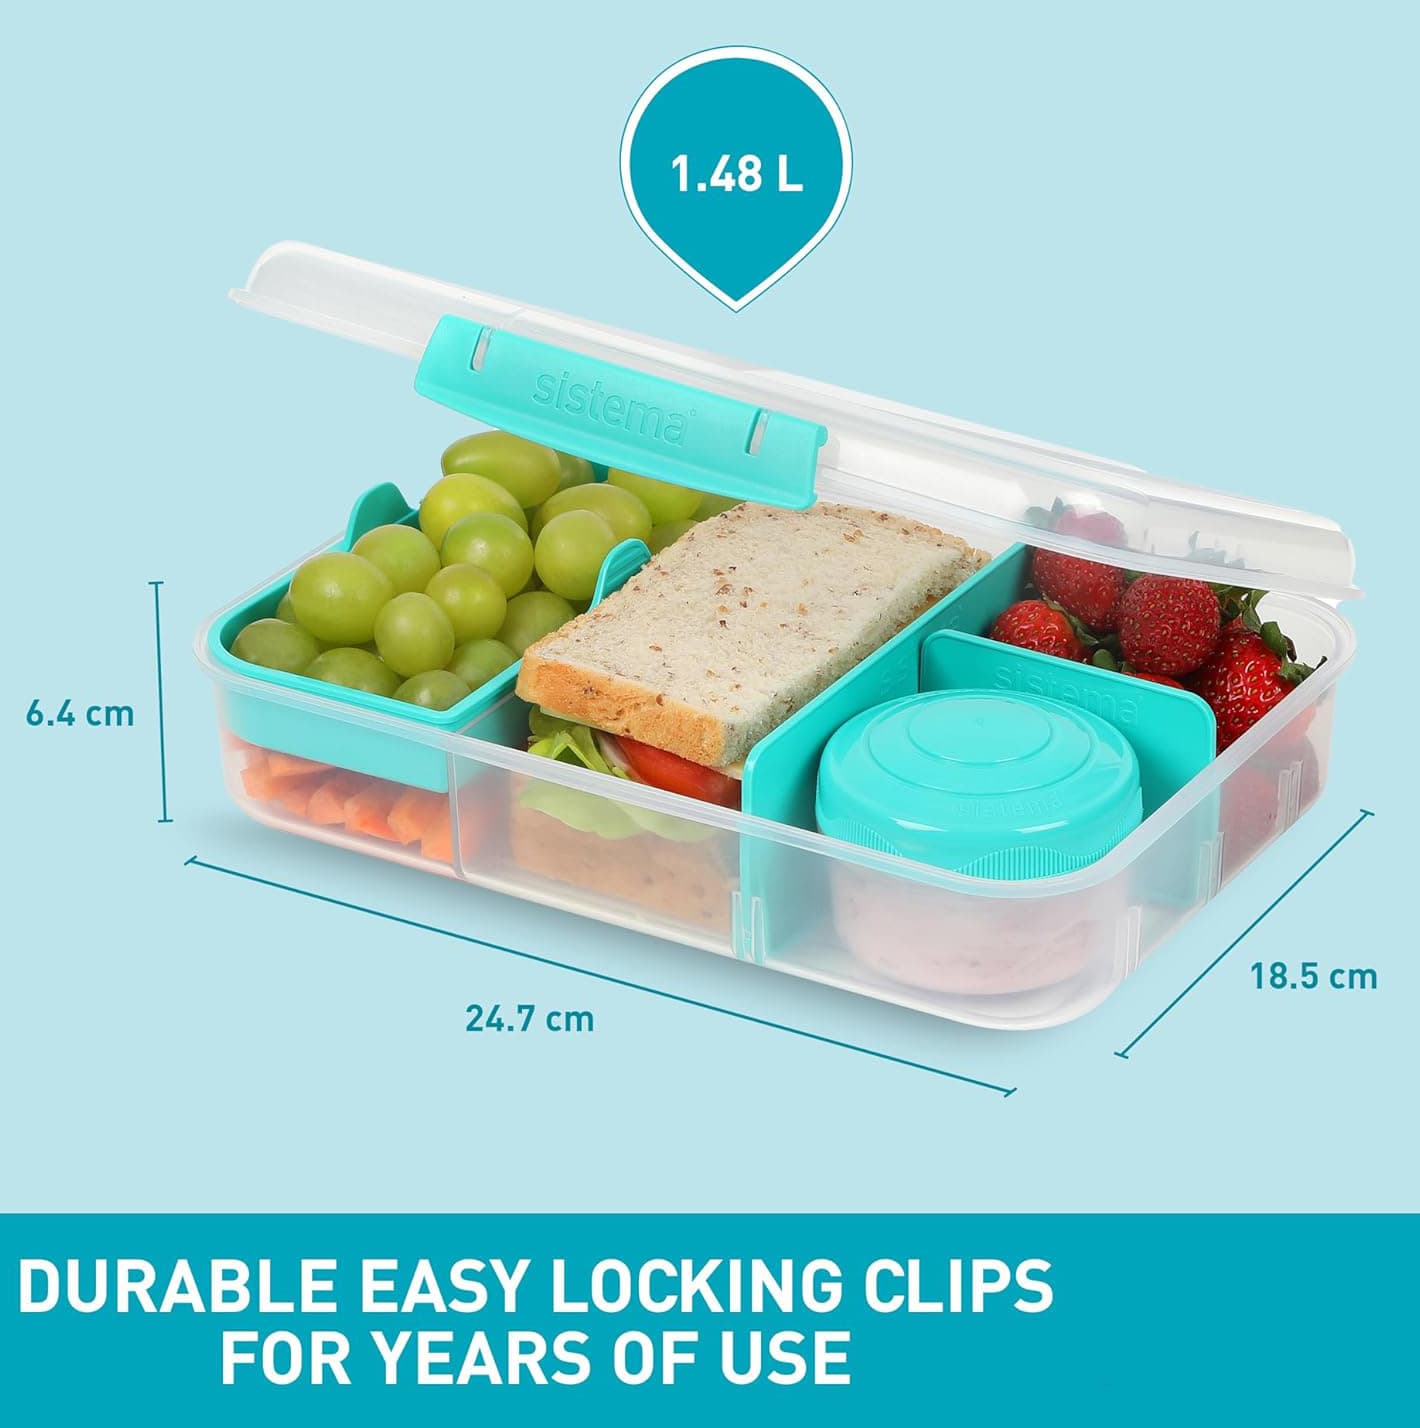 1.48 L
sistema
sistema
sistema
6.4 cm
18.5 cm
24.7 cm
DURABLE EASY LOCKING CLIPS
FOR YEARS OF USE